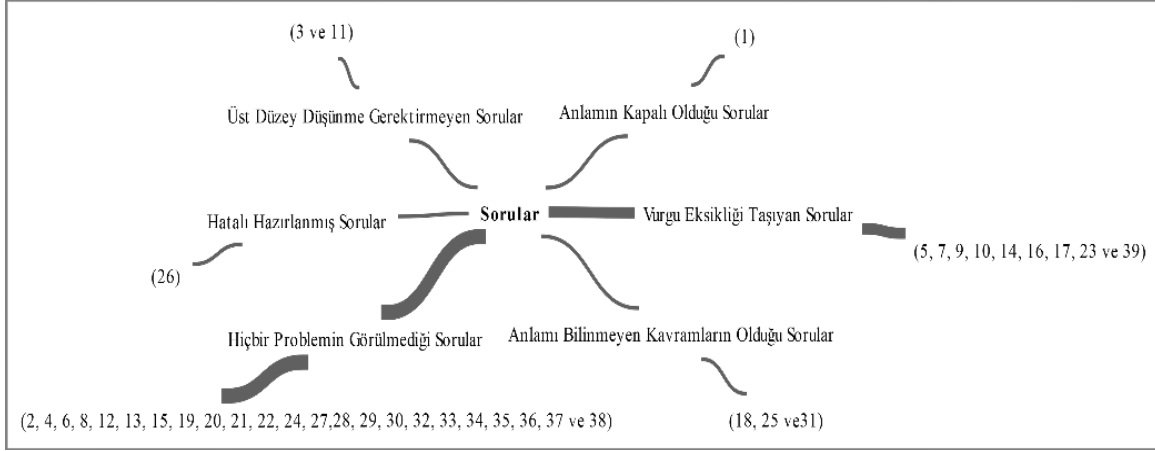 (3 ve 11)
(1)
Üst Düzey Düşünme Gerektirmeyen Sorular
Anlamın Kapalı Olduğu Sorular
Hatalı Hazırlanmış Sorular
Sorular
Vurgu Eksikliği Taşıyan Sorular
(26)
(5, 7, 9, 10, 14, 16, 17, 23 ve 39)
Hiçbir Problemin Görülmediği Sorular
Anlamı Bilinmeyen Kavramların Olduğu Sorular
(2, 4, 6, 8, 12, 13, 15, 19, 20, 21, 22, 24, 27,28, 29, 30, 32, 33, 34, 35, 36, 37 ve 38)
(18, 25 ve31)